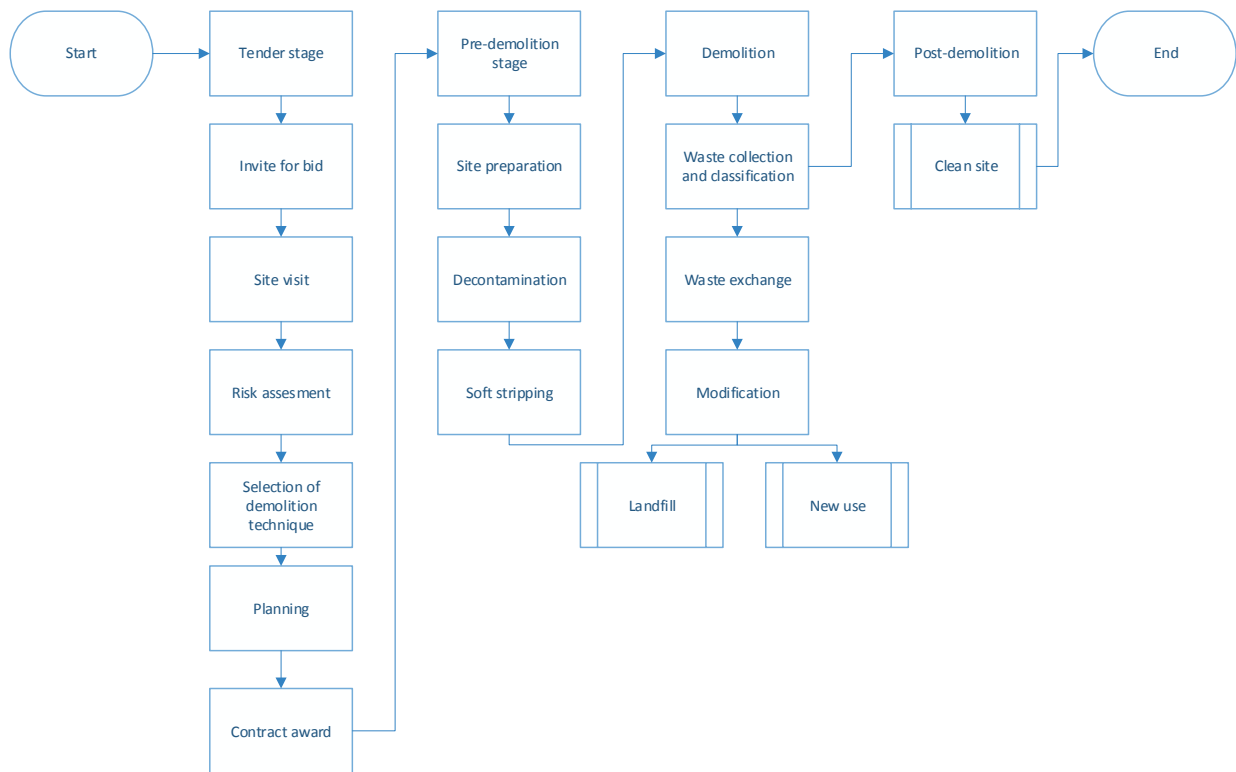 Start
Tender stage
Invite for bid
Site visit
Risk assesment
Selection of
demolition
technique
Planning
Contract award
Pre-demolition
stage
Site preparation
Decontamination
Soft stripping
Demolition
Waste collection
and classification
Waste exchange
Modification
Landfill
New use
Post-demolition
Clean site
End